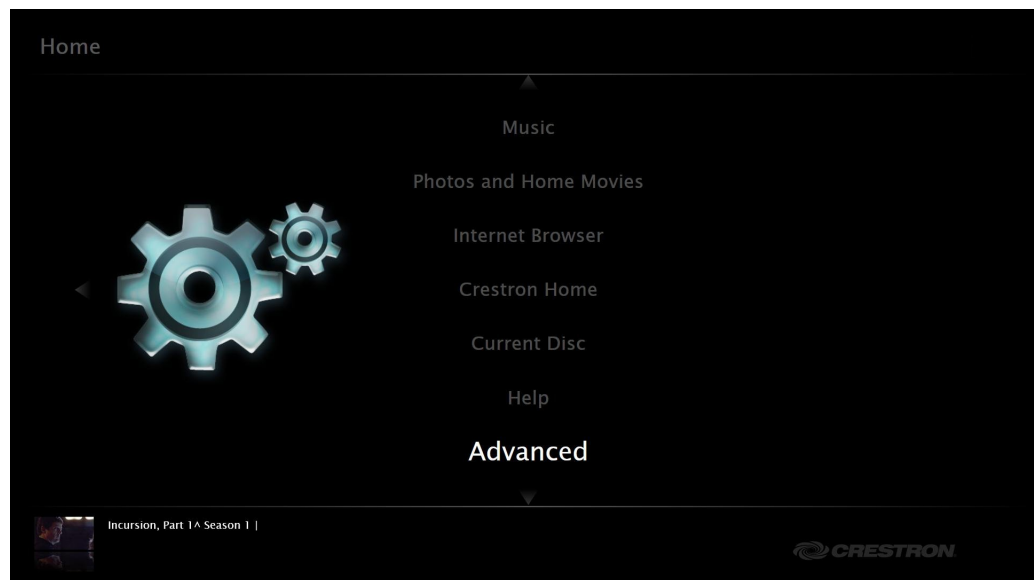 Home
Music
Photos and Home Movies
Internet Browser
Crestron Home
Current Disc
Help
Advanced
Incursion, Part 1^ Season 1 |
CRESTRON